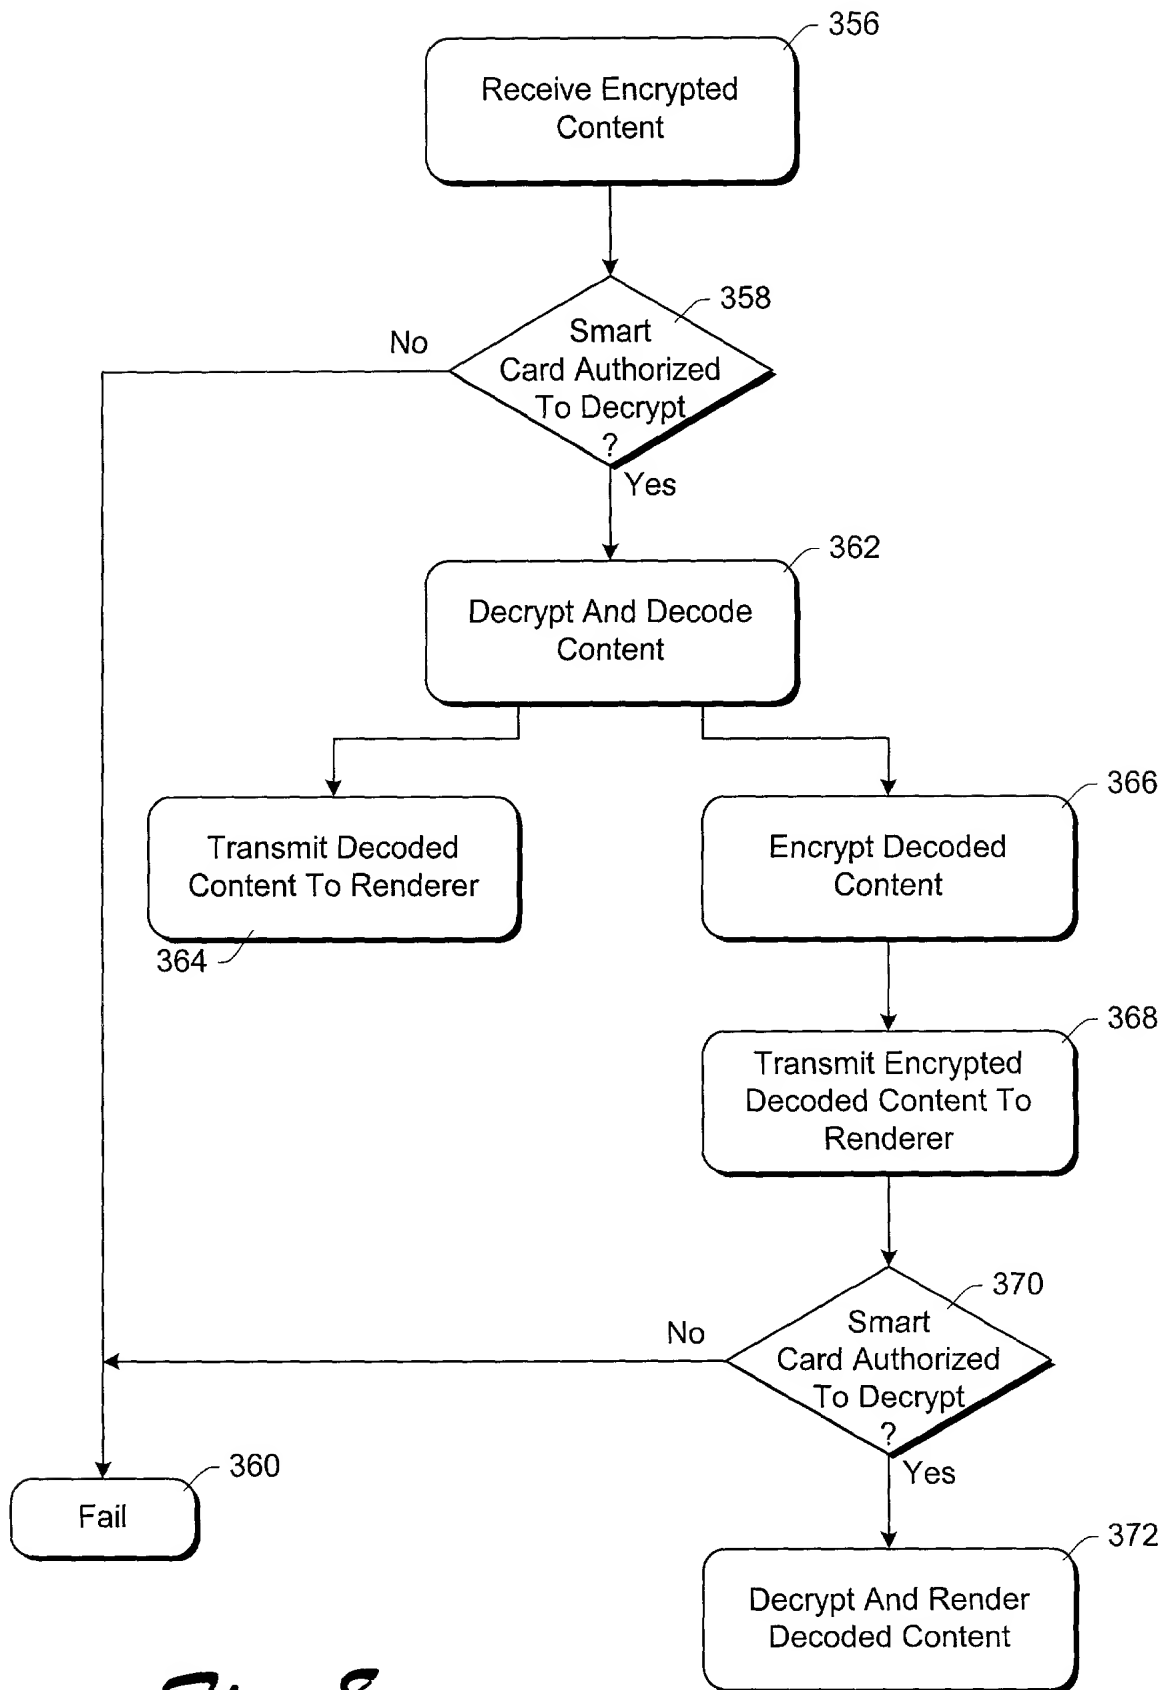 356
Receive Encrypted
Content
358
Smart
Card Authorized
To Decrypt
?
No
Yes
362
Decrypt And Decode
Content
Transmit Decoded
Content To Renderer
364
366
Encrypt Decoded
Content
368
Transmit Encrypted
Decoded Content To
Renderer
370
Smart
Card Authorized
To Decrypt
?
No
Yes
360
Fail
372
Decrypt And Render
Decoded Content